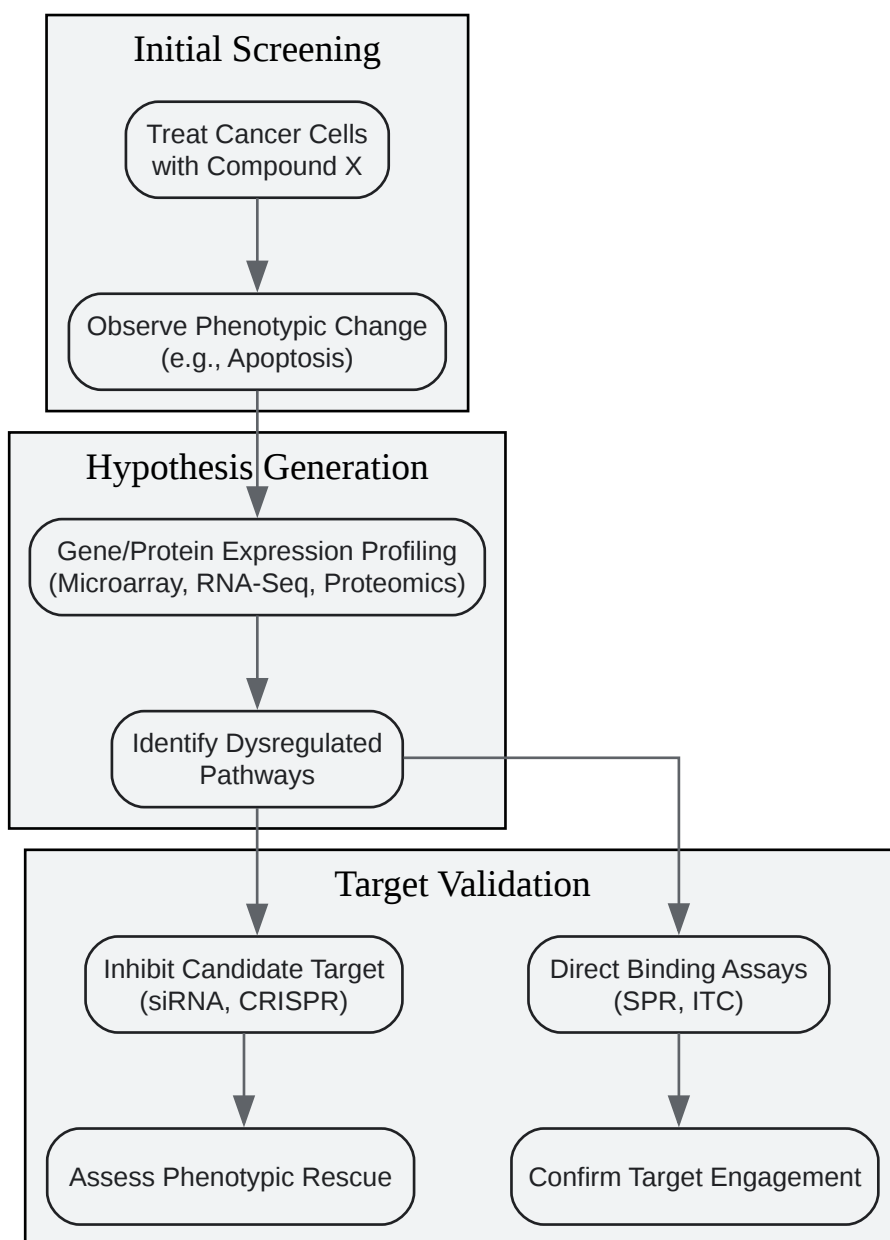 Initial Screening
Treat Cancer Cells
with Compound X
Observe Phenotypic Change
(e.g., Apoptosis)
Hypothesis Generation
Gene/Protein Expression Profiling
(Microarray, RNA-Seq, Proteomics)
Identify Dysregulated
Pathways
Target Validation
Inhibit Candidate Target
(siRNA, CRISPR)
Direct Binding Assays
(SPR, ITC)
Assess Phenotypic Rescue
Confirm Target Engagement